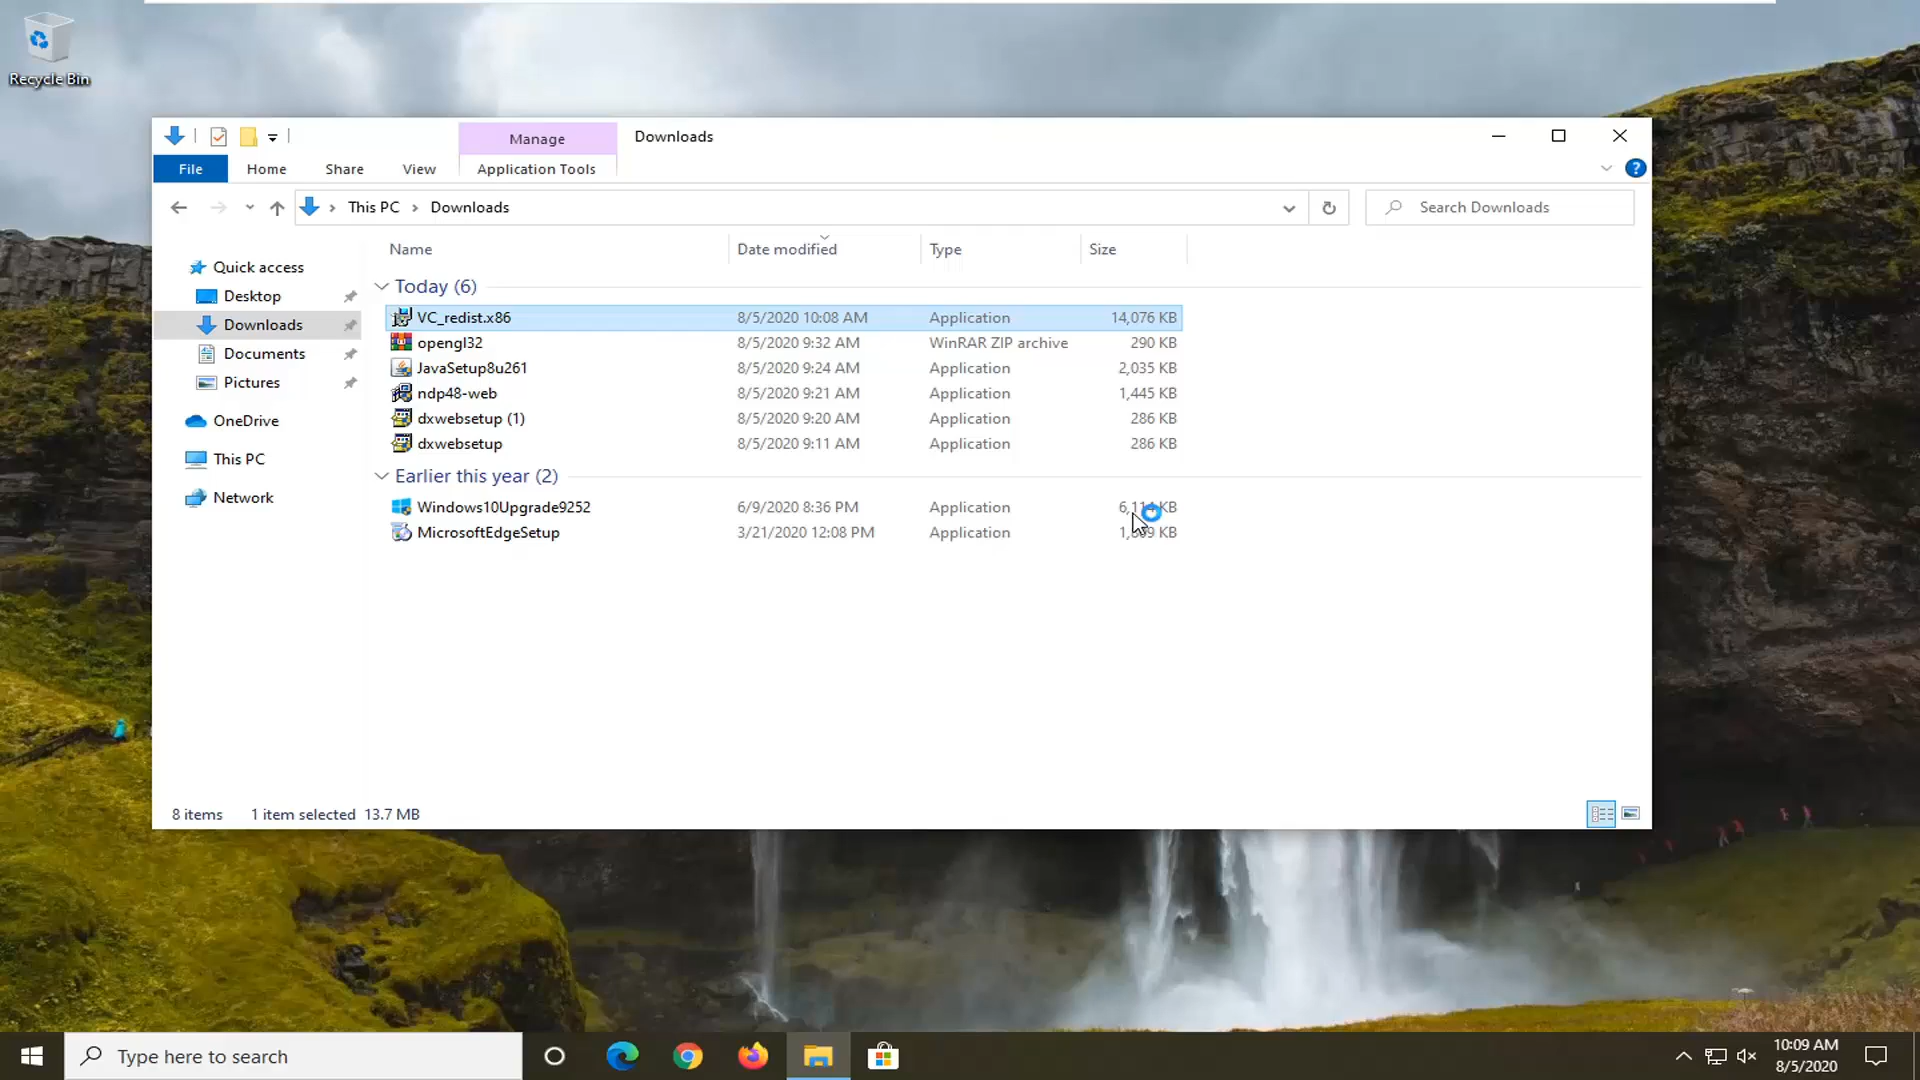 Recycle Bin
Manage
Downloads
File
Home
Share
View
Application Tools
?
This PC
Downloads
Search Downloads
Name
Date modified
Type
Size
Quick access
Desktop
Downloads
Documents
Pictures
OneDrive
This PC
Network
Today (6)
VC_redist.x86 8/5/2020 10:08 AM Application 14,076 KB
opengl32 8/5/2020 9:32 AM WinRAR ZIP archive 290 KB
JavaSetup8u261 8/5/2020 9:24 AM Application 2,035 KB
ndp48-web 8/5/2020 9:21 AM Application 1,445 KB
dxwebsetup (1) 8/5/2020 9:20 AM Application 286 KB
dxwebsetup 8/5/2020 9:11 AM Application 286 KB
Earlier this year (2)
Windows10Upgrade9252 6/9/2020 8:36 PM Application KB
MicrosoftEdgeSetup 3/21/2020 12:08 PM Application KB
8 items
1 item selected 13.7 MB
Type here to search
10:09 AM
8/5/2020